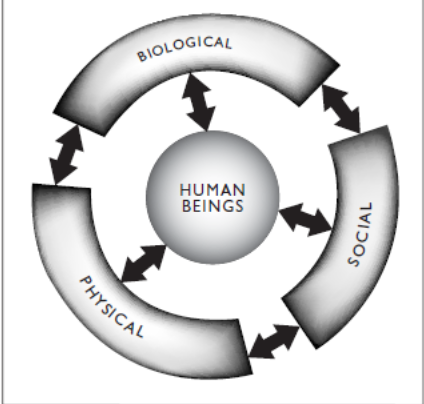 BIOLOGICAL
HUMAN
BEINGS
SOCIAL
PHYSICAL